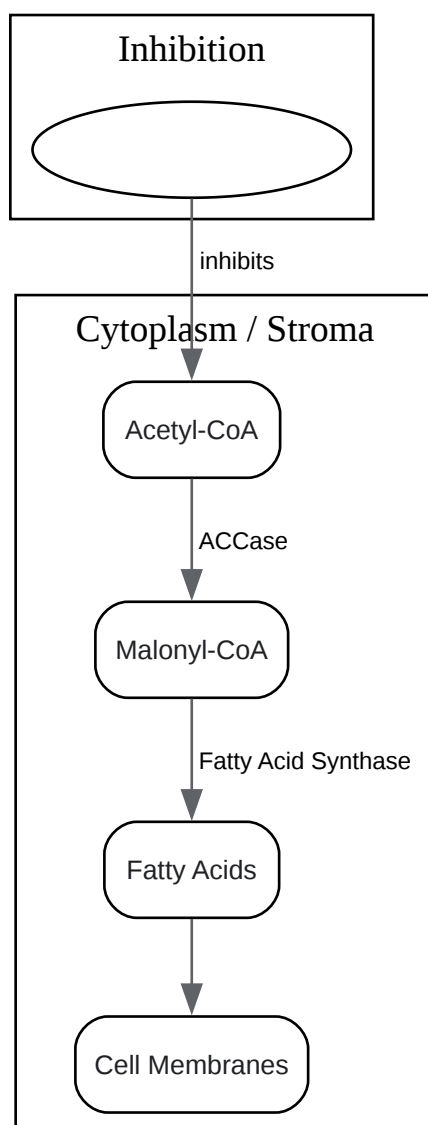 Inhibition
inhibits
Cytoplasm / Stroma
Acetyl-CoA
ACCase
Malonyl-CoA
Fatty Acid Synthase
Fatty Acids
Cell Membranes